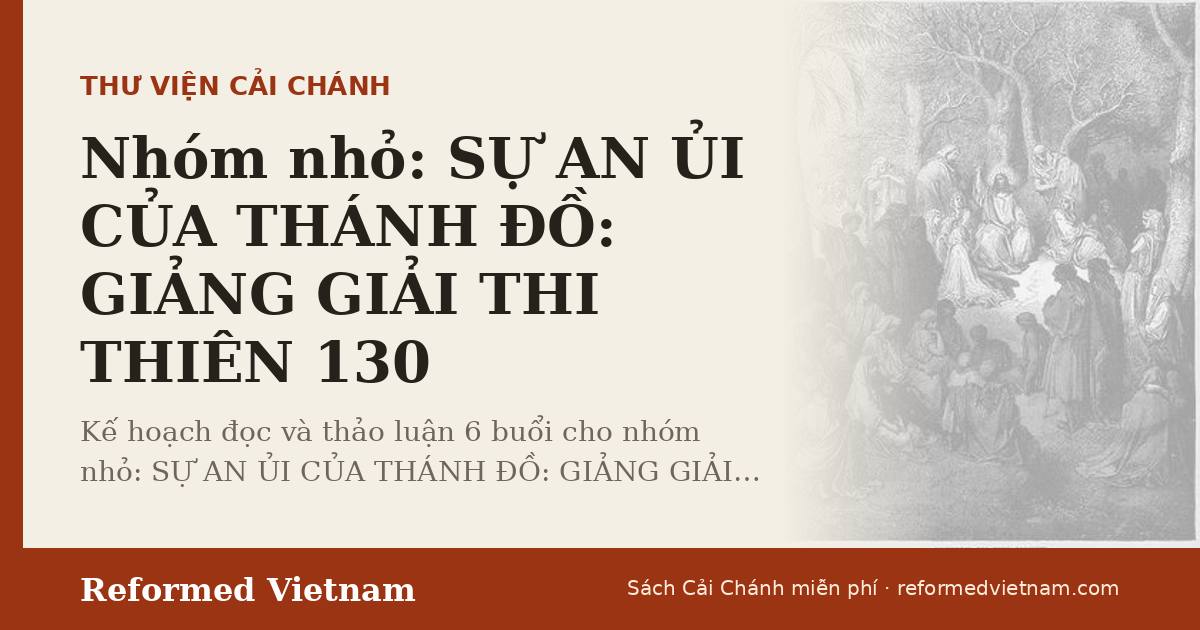 THƯ VIỆN CẢI CHÁNH
Nhóm nhỏ: SỰ AN ỦI
CỦA THÁNH ĐỒ:
GIẢNG GIẢI THI
THIÊN 130
Kế hoạch đọc và thảo luận 6 buổi cho nhóm
nhỏ: SỰ AN ỦI CỦA THÁNH ĐỒ: GIẢNG GIẢI...
Reformed Vietnam
Sách Cải Chánh miễn phí · reformedvietnam.com